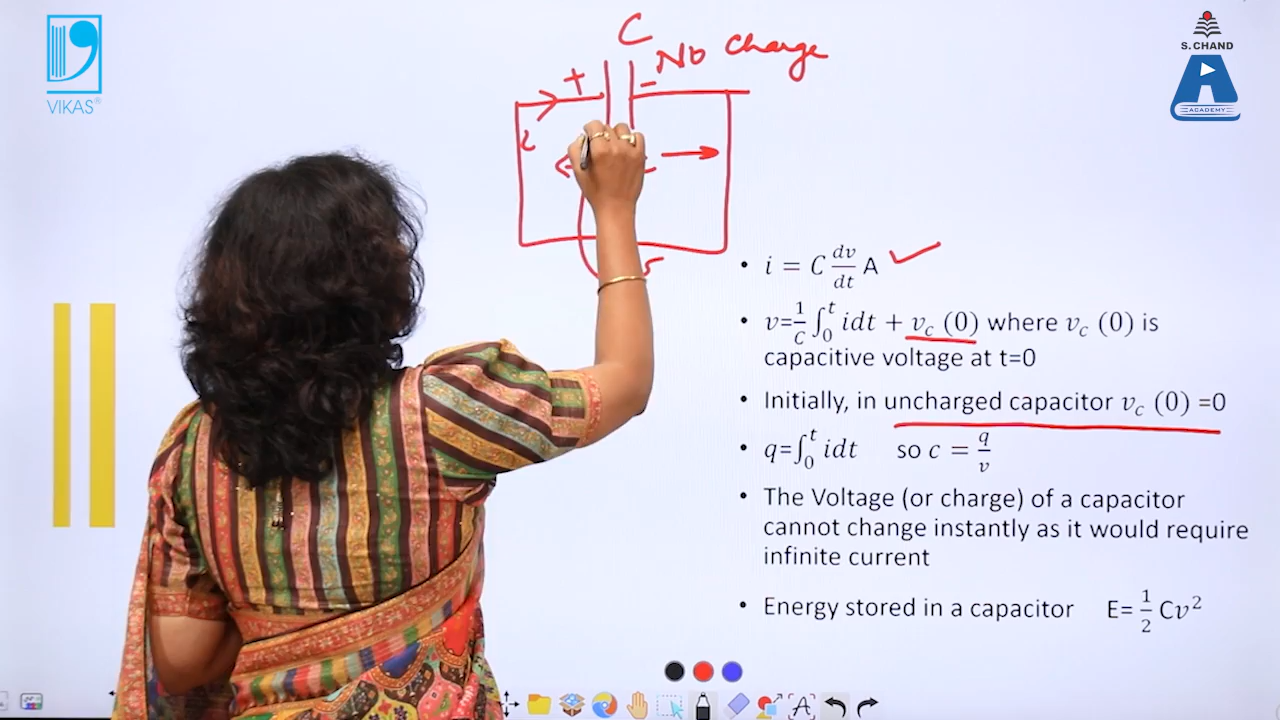 VIKAS®
C
No Charge
+ -
i
S. CHAND
ACADEMY
• i = C dv/dt A ✓
• v=1/C ∫₀ᵗ idt + v_c (0) where v_c (0) is
capacitive voltage at t=0
• Initially, in uncharged capacitor v_c (0) =0
• q=∫₀ᵗ idt so c = q/v
• The Voltage (or charge) of a capacitor
cannot change instantly as it would require
infinite current
• Energy stored in a capacitor E= 1/2 Cv²